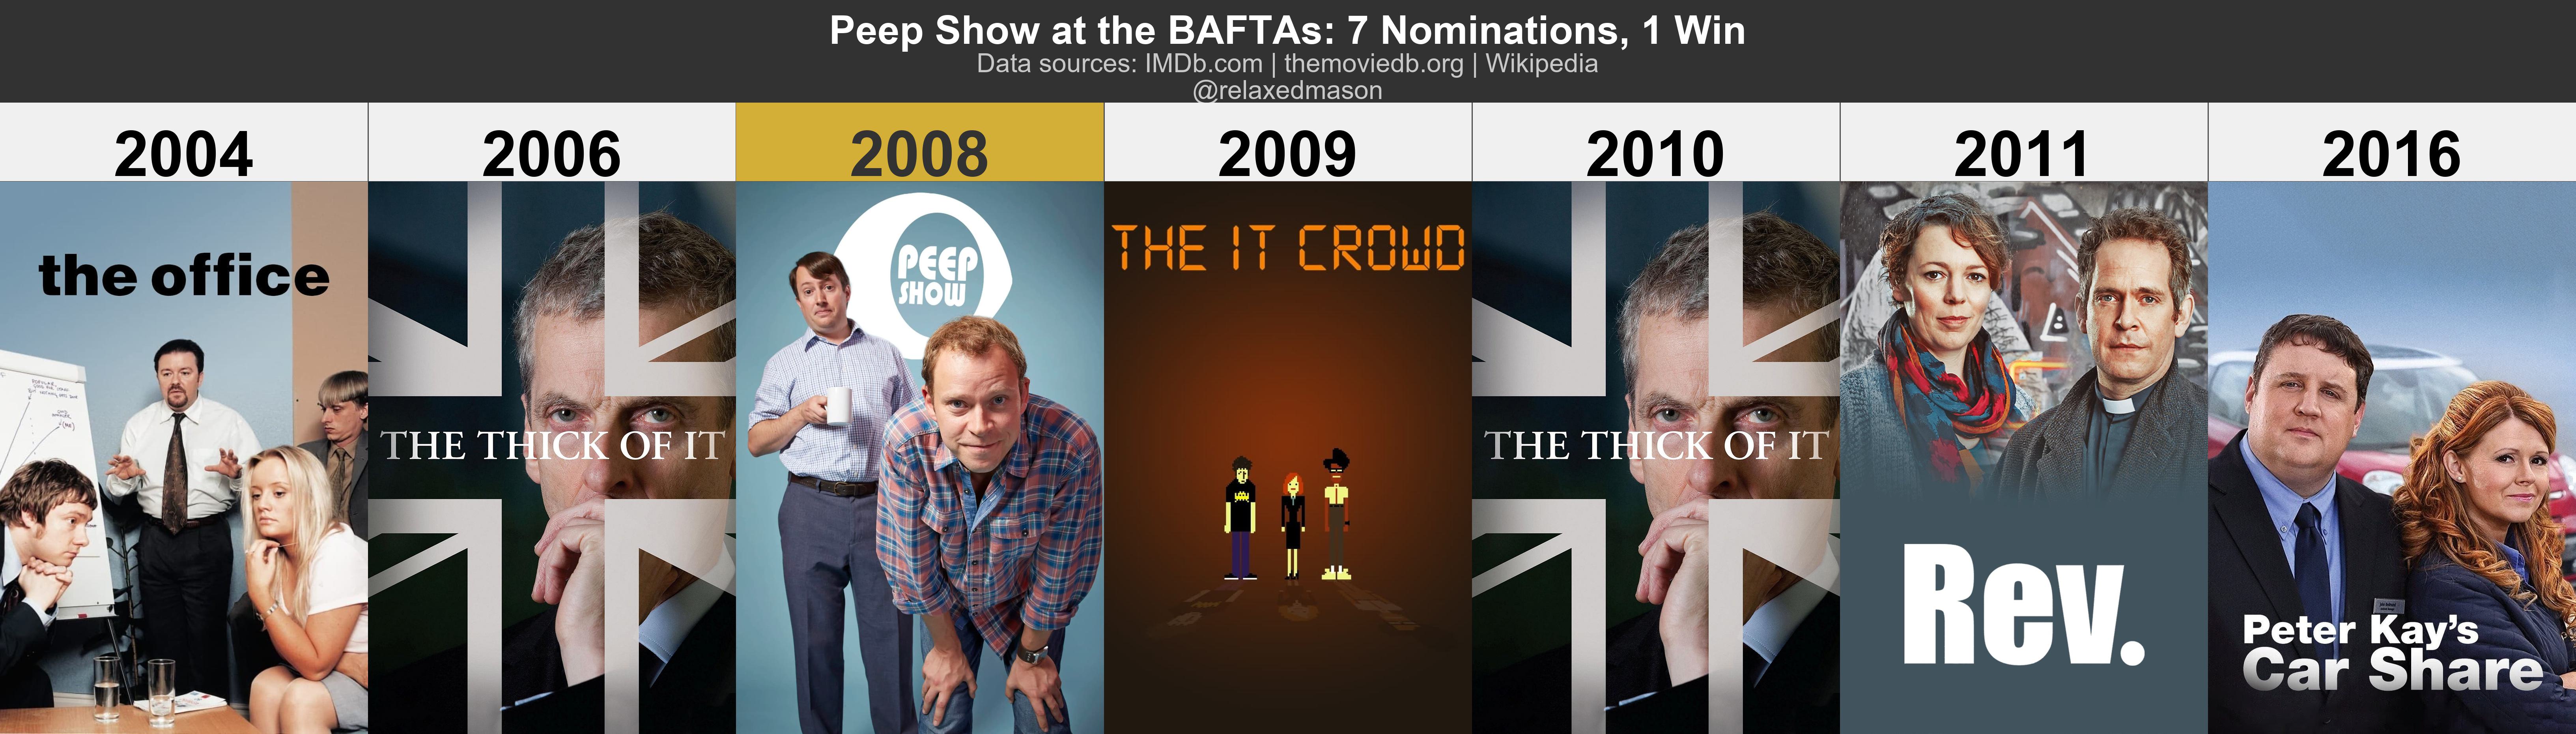 Peep Show at the BAFTAs: 7 Nominations, 1 Win
Data sources: IMDb.com | themoviedb.org | Wikipedia
@relaxedmason
2004
2006
2008
2009
2010
2011
2016
the office
THE THICK OF IT
PEEP
SHOW
THE IT CROWD
THE THICK OF IT
Rev.
Peter Kay's
Car Share